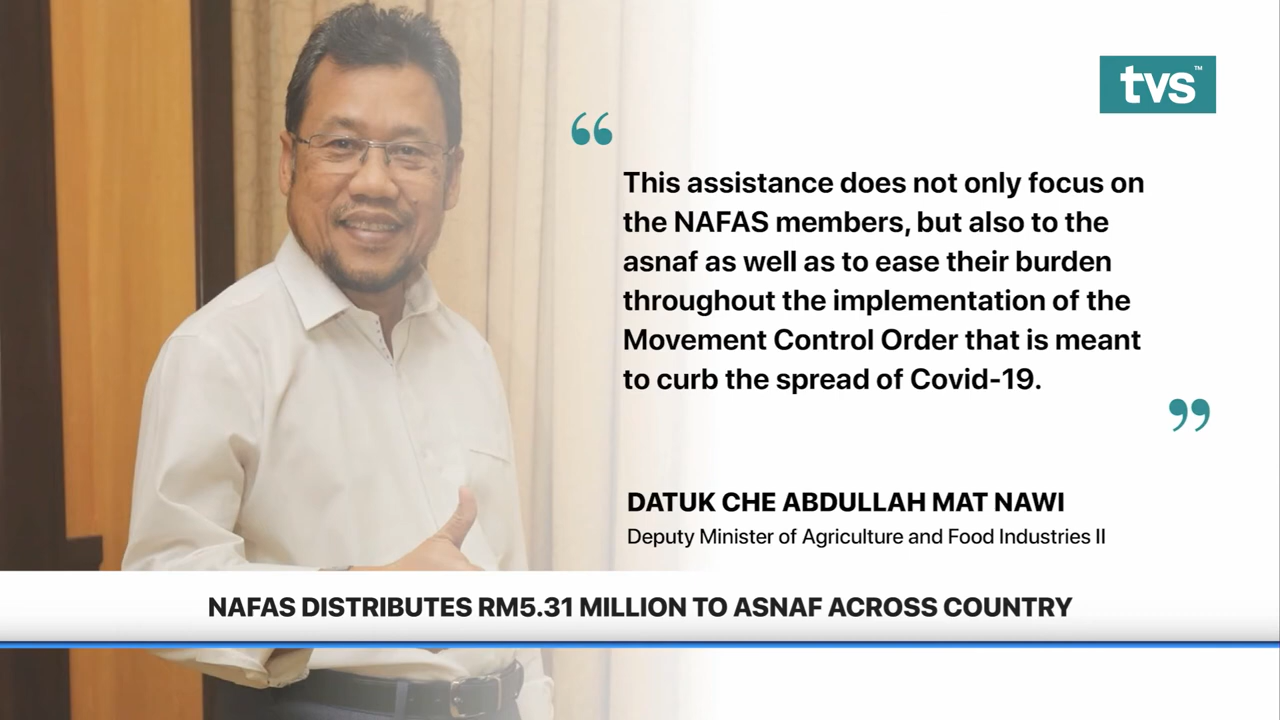 tvs™
“
This assistance does not only focus on
the NAFAS members, but also to the
asnaf as well as to ease their burden
throughout the implementation of the
Movement Control Order that is meant
to curb the spread of Covid-19.
”
DATUK CHE ABDULLAH MAT NAWI
Deputy Minister of Agriculture and Food Industries II
NAFAS DISTRIBUTES RM5.31 MILLION TO ASNAF ACROSS COUNTRY